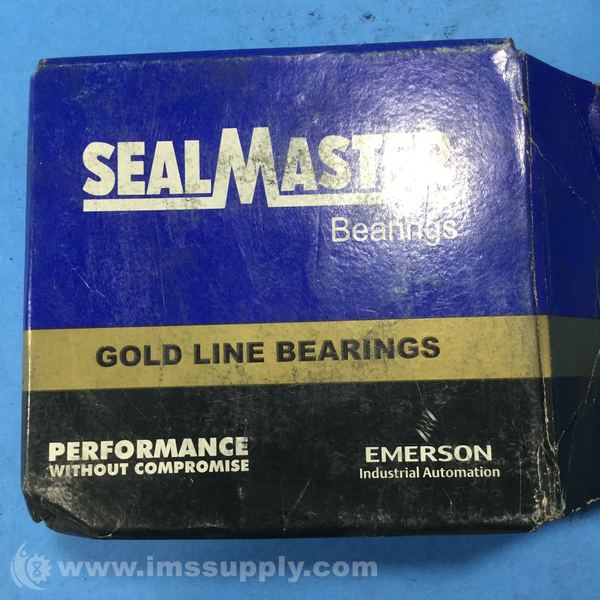 SEALMASTER
Bearings
GOLD LINE BEARINGS
PERFORMANCE
WITHOUT COMPROMISE
EMERSON
Industrial Automation
www.imssupply.com